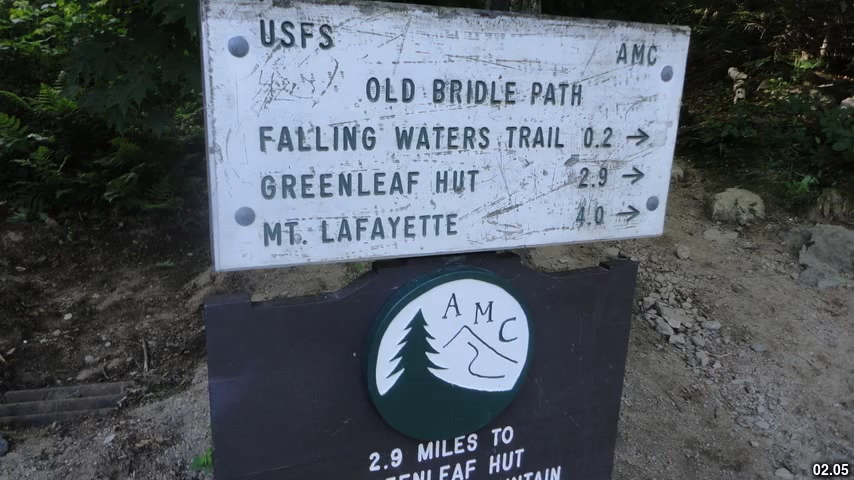 USFS
AMC
OLD BRIDLE PATH
FALLING WATERS TRAIL 0.2 →
GREENLEAF HUT 2.9 →
MT. LAFAYETTE 4.0 →
AMC
2.9 MILES TO
HUT
02.05